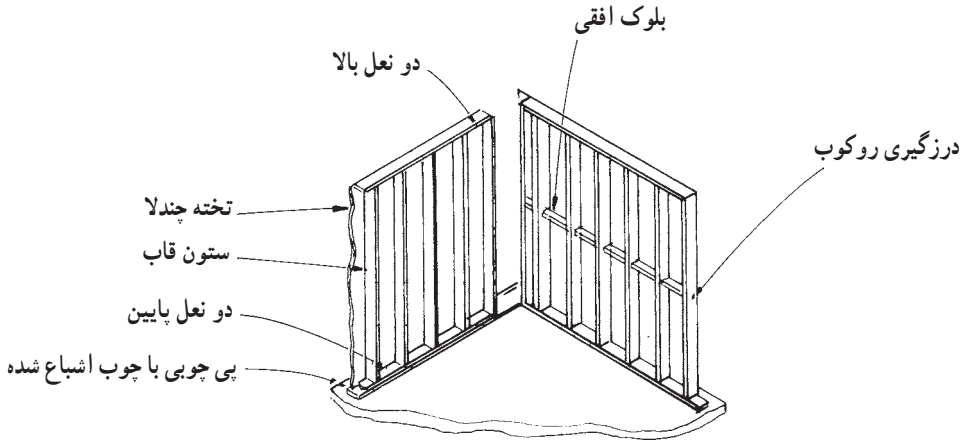 بلوک افقی
دو نعل بالا
درزگیری روکوب
تخته چندلا
ستون قاب
دو نعل پایین
پی چوبی با چوب اشباع شده